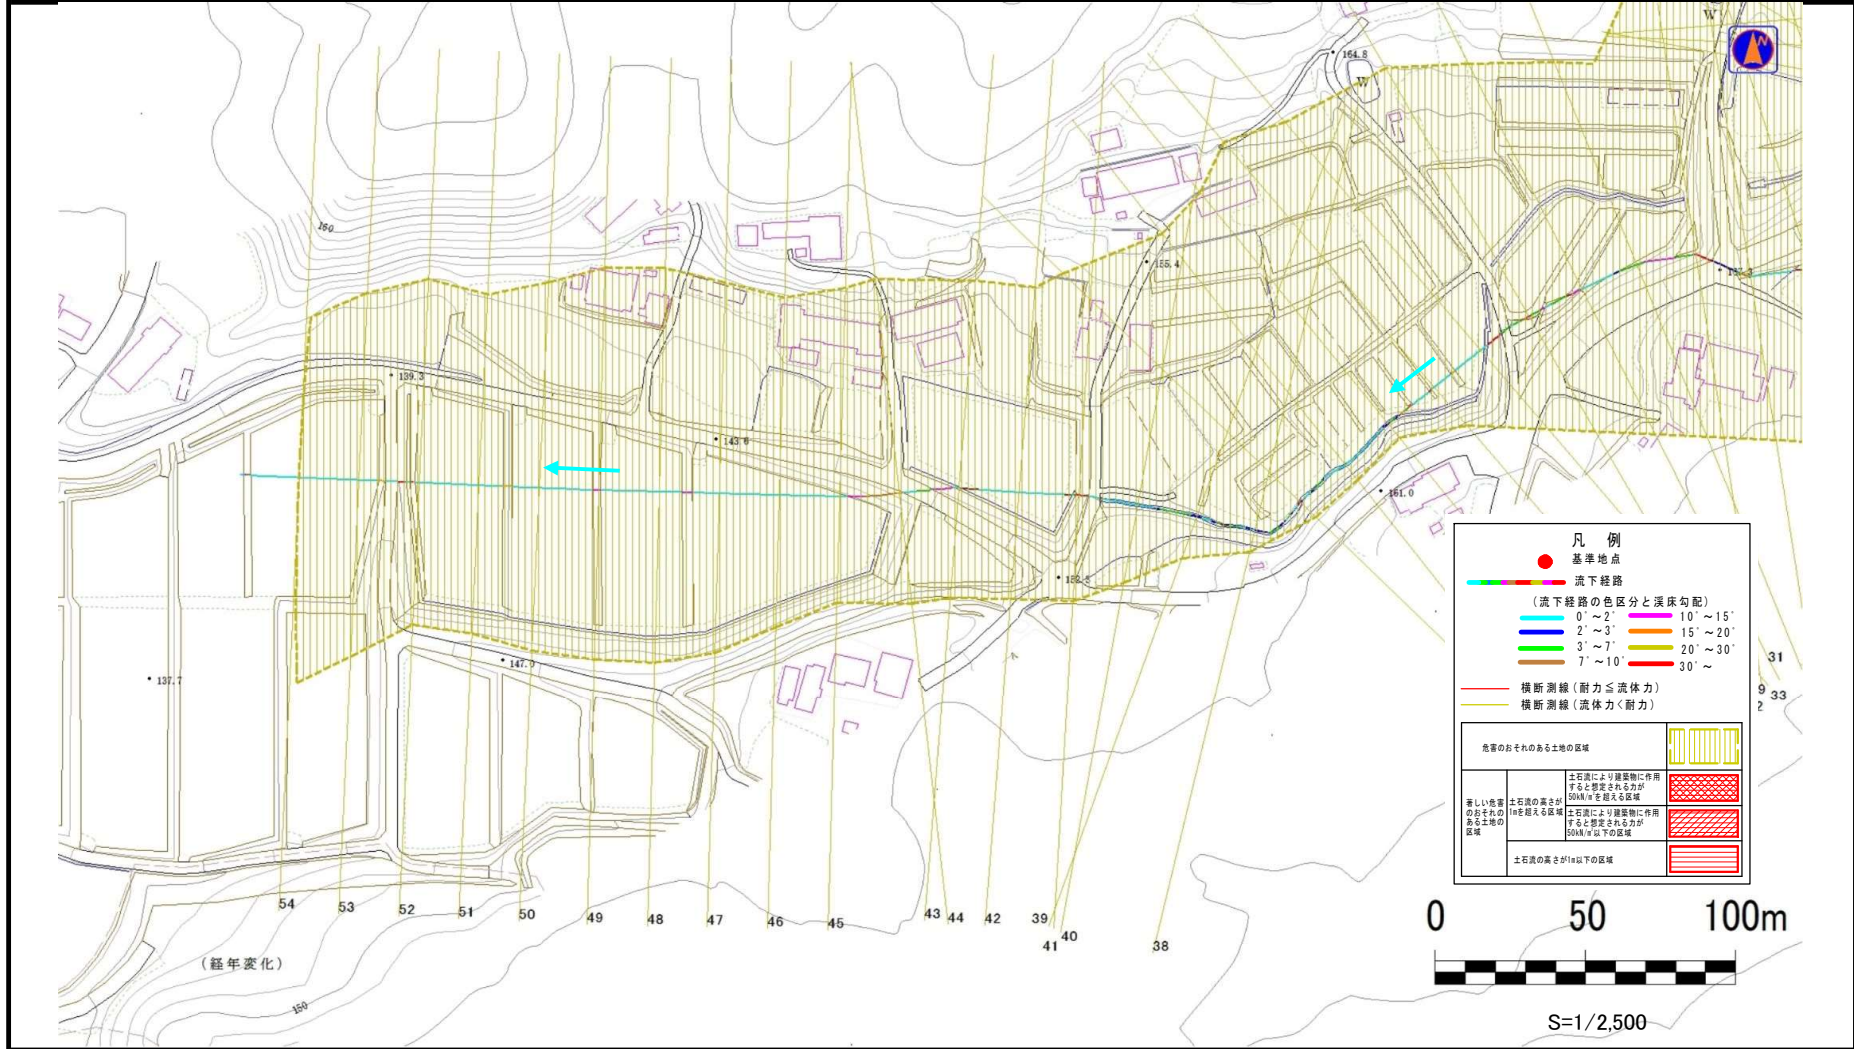 W
N
164.8
W
160
155.4
139.3
143.6
161.0
152.5
147.0
137.7
凡 例
基準地点
流下経路
(流下経路の色区分と渓床勾配)
0°～2° 10°～15°
2°～3° 15°～20°
3°～7° 20°～30°
7°～10° 30°～
横断測線(耐力≦流体力)
横断測線(流体力<耐力)
危害のおそれのある土地の区域
著しい危害
のおそれの
ある土地の
区域
土石流の高さが
1mを超える区域
土石流により建築物に作用
すると想定される力が
50kN/㎡を超える区域
土石流により建築物に作用
すると想定される力が
50kN/㎡以下の区域
土石流の高さが1m以下の区域
31
9 33
2
54 53 52 51 50 49 48 47 46 45 43 44 42 39 41 40 38
(経年変化)
150
0 50 100m
S=1/2,500